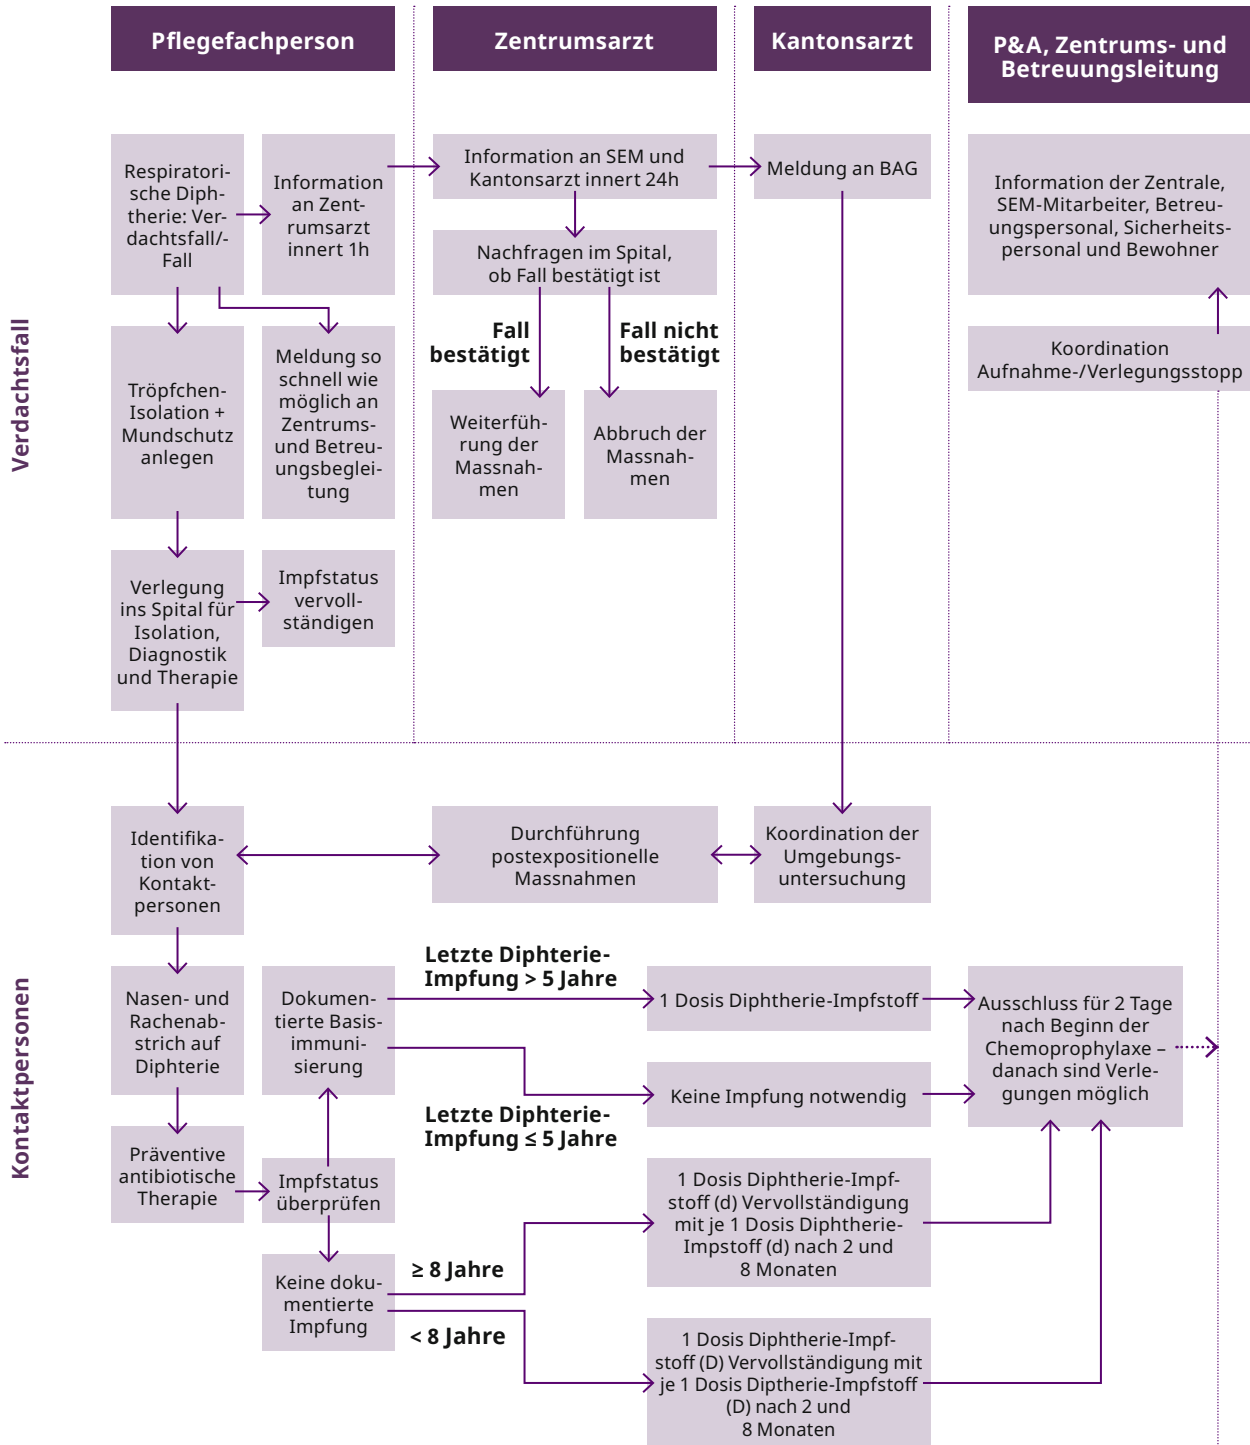 Pflegefachperson
Zentrumsarzt
Kantonsarzt
P&A, Zentrums- und
Betreuungsleitung
Verdachtsfall
Respiratori-
sche Diph-
therie: Ver-
dachtsfall/-
Fall
Information
an Zent-
rumsarzt
innert 1h
Information an SEM und
Kantonsarzt innert 24h
Meldung an BAG
Information der Zentrale,
SEM-Mitarbeiter, Betreu-
ungspersonal, Sicherheits-
personal und Bewohner
Nachfragen im Spital,
ob Fall bestätigt ist
Fall
bestätigt
Fall nicht
bestätigt
Koordination
Aufnahme-/Verlegungsstopp
Tröpfchen-
Isolation +
Mundschutz
anlegen
Meldung so
schnell wie
möglich an
Zentrums-
und Betreu-
ungsbeglei-
tung
Weiterfüh-
rung der
Massnah-
men
Abbruch der
Massnah-
men
Verlegung
ins Spital für
Isolation,
Diagnostik
und Therapie
Impfstatus
vervoll-
ständigen
Kontaktpersonen
Identifika-
tion von
Kontakt-
personen
Durchführung
postexpositionelle
Massnahmen
Koordination der
Umgebungs-
untersuchung
Nasen- und
Rachenab-
strich auf
Diphterie
Dokumen-
tierte Basis-
immuni-
sierung
Letzte Diphterie-
Impfung > 5 Jahre
1 Dosis Diphtherie-Impfstoff
Ausschluss für 2 Tage
nach Beginn der
Chemoprophylaxe –
danach sind Verle-
gungen möglich
Letzte Diphterie-
Impfung ≤ 5 Jahre
Keine Impfung notwendig
Präventive
antibiotische
Therapie
Impfstatus
überprüfen
1 Dosis Diphtherie-Impf-
stoff (d) Vervollständigung
mit je 1 Dosis Diphtherie-
Impstoff (d) nach 2 und
8 Monaten
Keine doku-
mentierte
Impfung
≥ 8 Jahre
< 8 Jahre
1 Dosis Diphtherie-Impf-
stoff (D) Vervollständigung mit
je 1 Dosis Diptherie-Impfstoff
(D) nach 2 und
8 Monaten